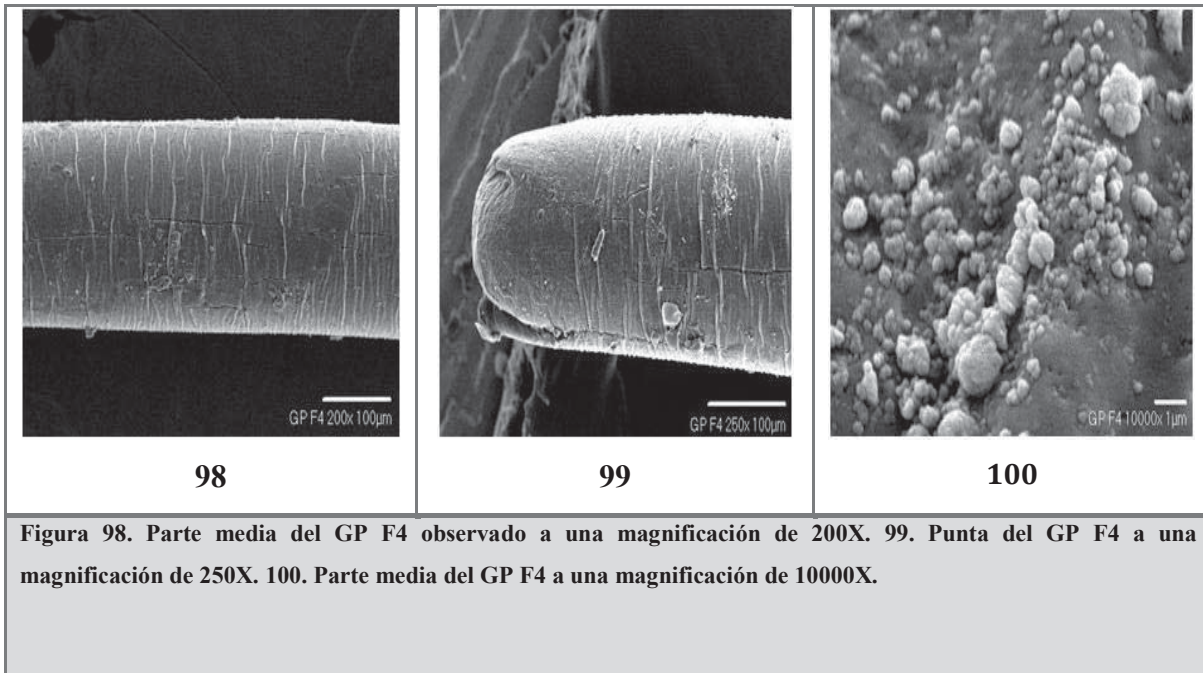 GP F4 200x 100µm
GP F4 250x 100µm
GP F4 10000x 1µm
98
99
100
Figura 98. Parte media del GP F4 observado a una magnificación de 200X. 99. Punta del GP F4 a una
magnificación de 250X. 100. Parte media del GP F4 a una magnificación de 10000X.